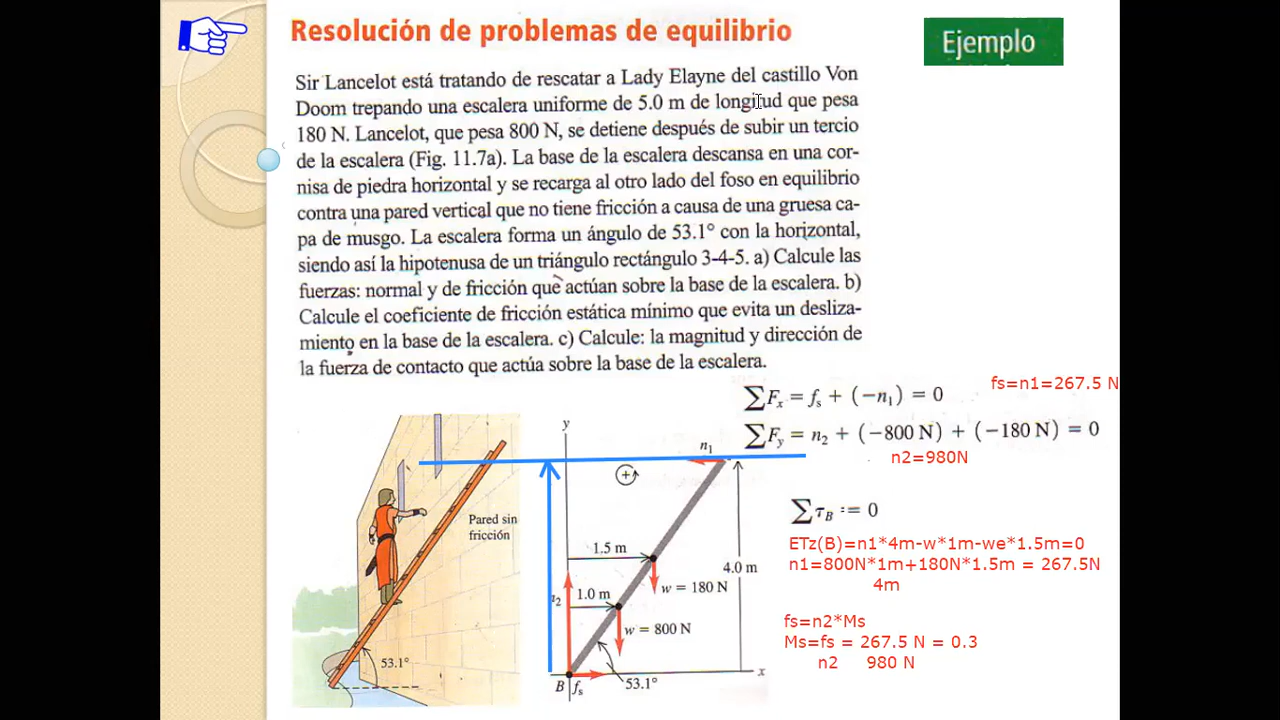 Resolución de problemas de equilibrio
Ejemplo
Sir Lancelot está tratando de rescatar a Lady Elayne del castillo Von
Doom trepando una escalera uniforme de 5.0 m de longitud que pesa
180 N. Lancelot, que pesa 800 N, se detiene después de subir un tercio
de la escalera (Fig. 11.7a). La base de la escalera descansa en una cor-
nisa de piedra horizontal y se recarga al otro lado del foso en equilibrio
contra una pared vertical que no tiene fricción a causa de una gruesa ca-
pa de musgo. La escalera forma un ángulo de 53.1° con la horizontal,
siendo así la hipotenusa de un triángulo rectángulo 3-4-5. a) Calcule las
fuerzas: normal y de fricción que actúan sobre la base de la escalera. b)
Calcule el coeficiente de fricción estática mínimo que evita un desliza-
miento en la base de la escalera. c) Calcule: la magnitud y dirección de
la fuerza de contacto que actúa sobre la base de la escalera.
∑Fx = fs + (−n1) = 0
fs=n1=267.5 N
∑Fy = n2 + (−800 N) + (−180 N) = 0
n2=980N
∑τB := 0
ETz(B)=n1*4m-w*1m-we*1.5m=0
n1=800N*1m+180N*1.5m = 267.5N
4m
fs=n2*Ms
Ms=fs = 267.5 N = 0.3
n2 980 N
Pared sin
fricción
53.1°
y
n1
+
1.5 m
4.0 m
w = 180 N
1.0 m
w = 800 N
x
B
fs
53.1°